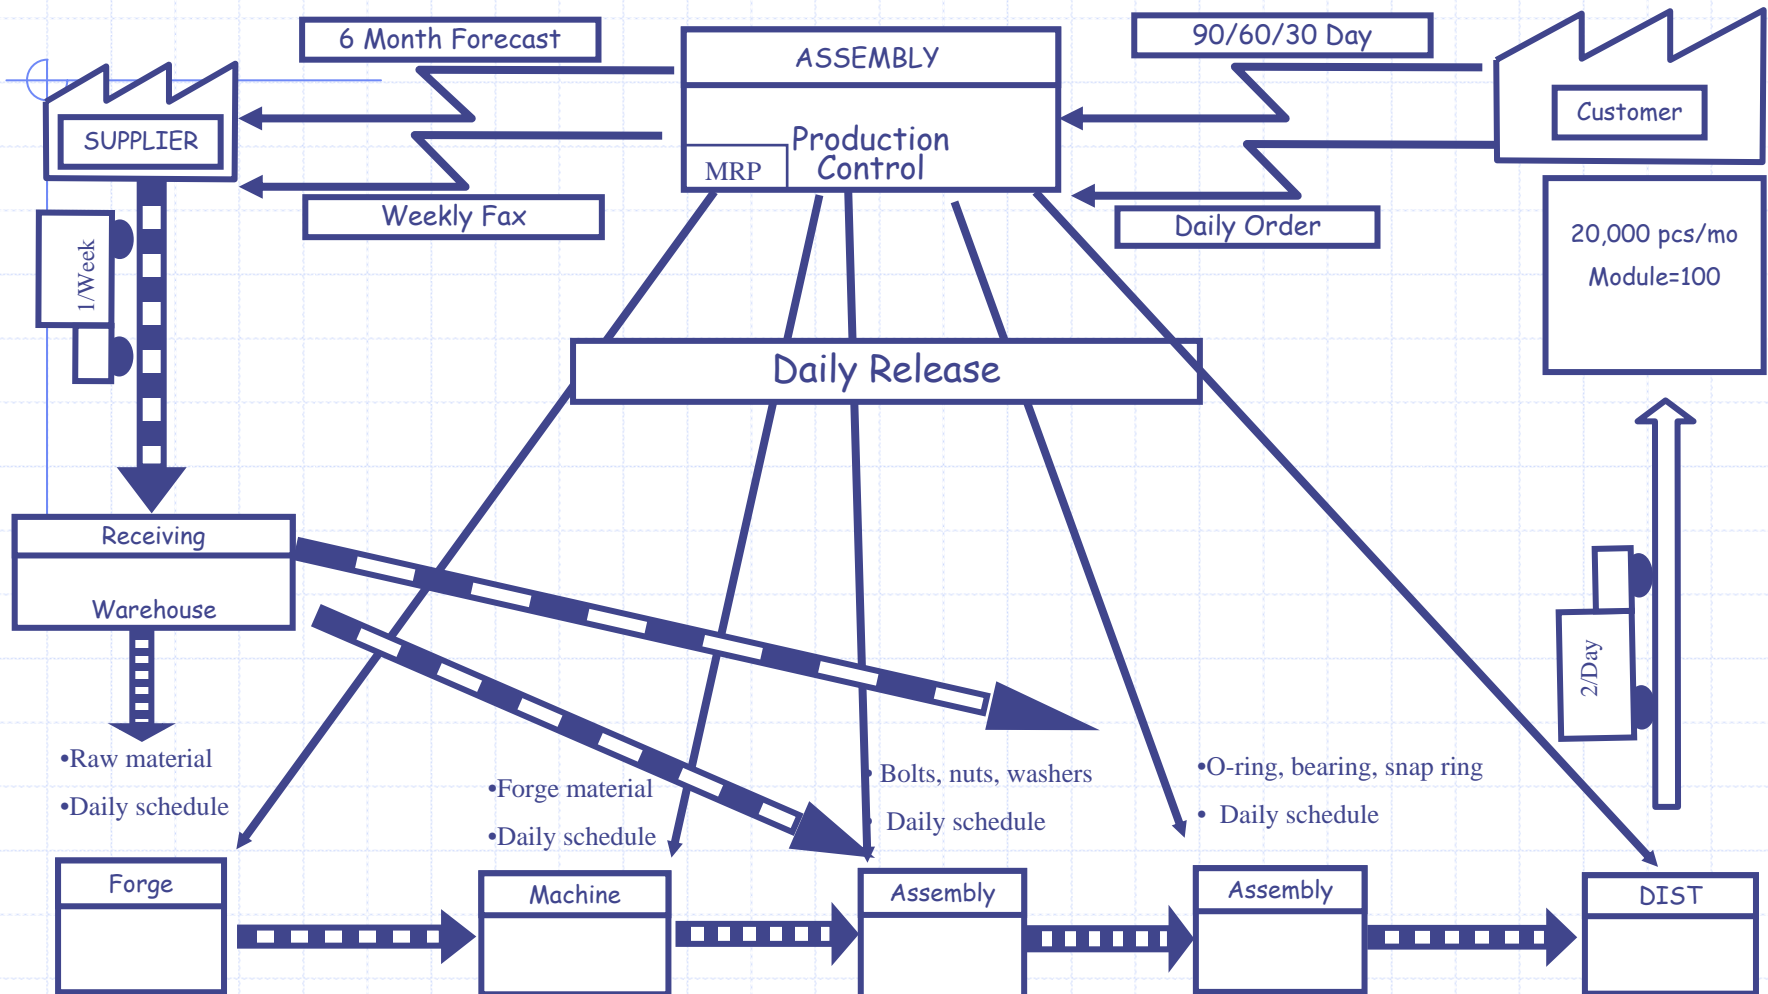 6 Month Forecast
ASSEMBLY
90/60/30 Day
SUPPLIER
Production
Control
MRP
Customer
Weekly Fax
Daily Order
20,000 pcs/mo
Module=100
1/Week
Daily Release
Receiving
Warehouse
2/Day
•Raw material
•Daily schedule
•Forge material
•Daily schedule
• Bolts, nuts, washers
• Daily schedule
•O-ring, bearing, snap ring
• Daily schedule
Forge
Machine
Assembly
Assembly
DIST